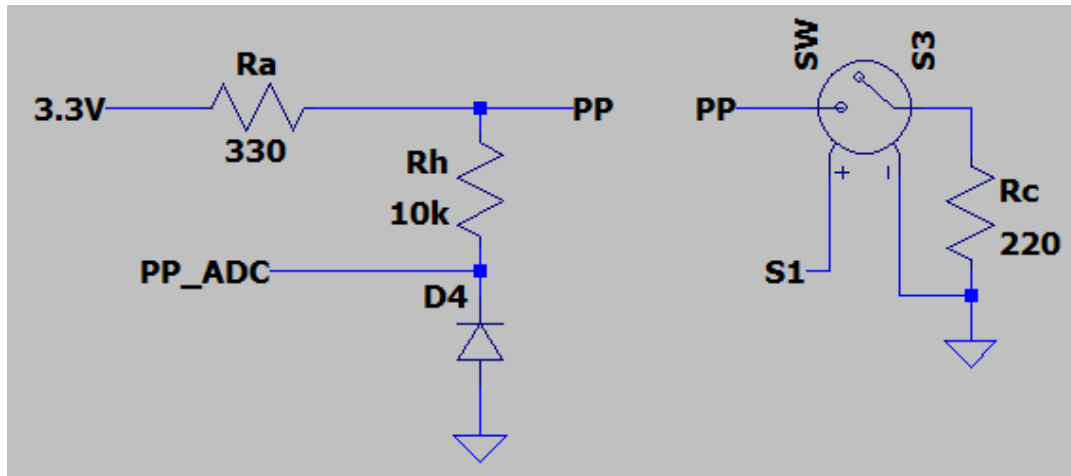 3.3V
Ra
330
PP
Rh
10k
PP_ADC
D4
SW
S3
PP
+
-
S1
Rc
220